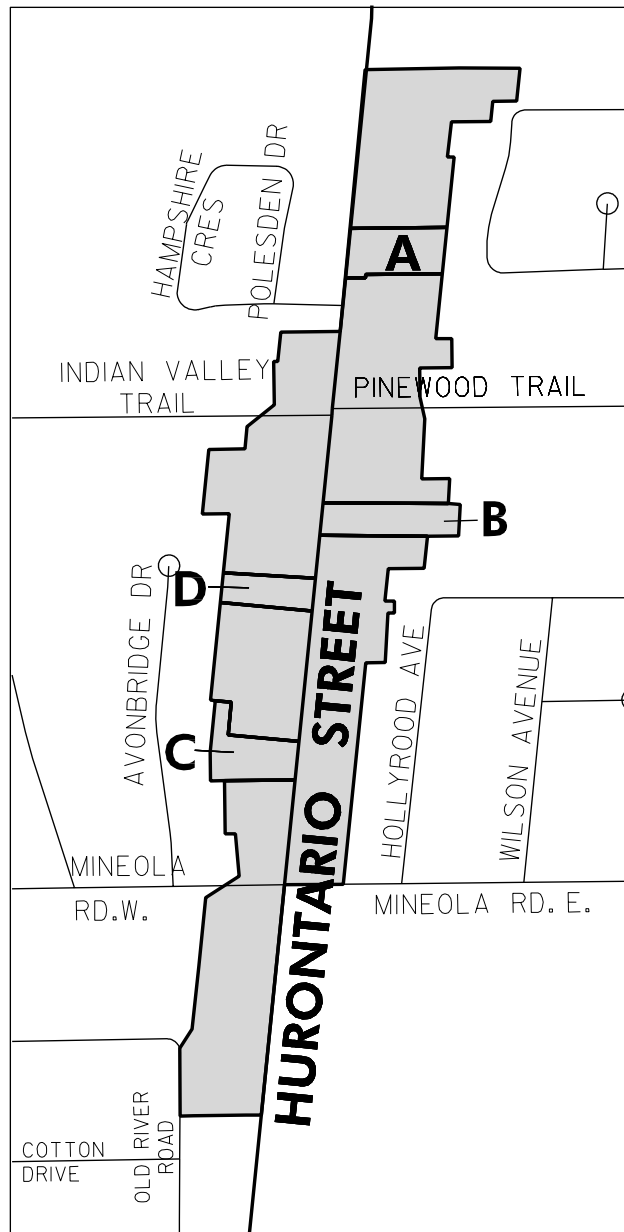 HAMPSHIRE
CRES
POLESDEN DR
A
INDIAN VALLEY
TRAIL
PINEWOOD TRAIL
B
D
AVONBRIDGE DR
HURONTARIO STREET
HOLLYROOD AVE
WILSON AVENUE
C
MINEOLA
RD.W.
MINEOLA RD. E.
COTTON
DRIVE
OLD RIVER
ROAD